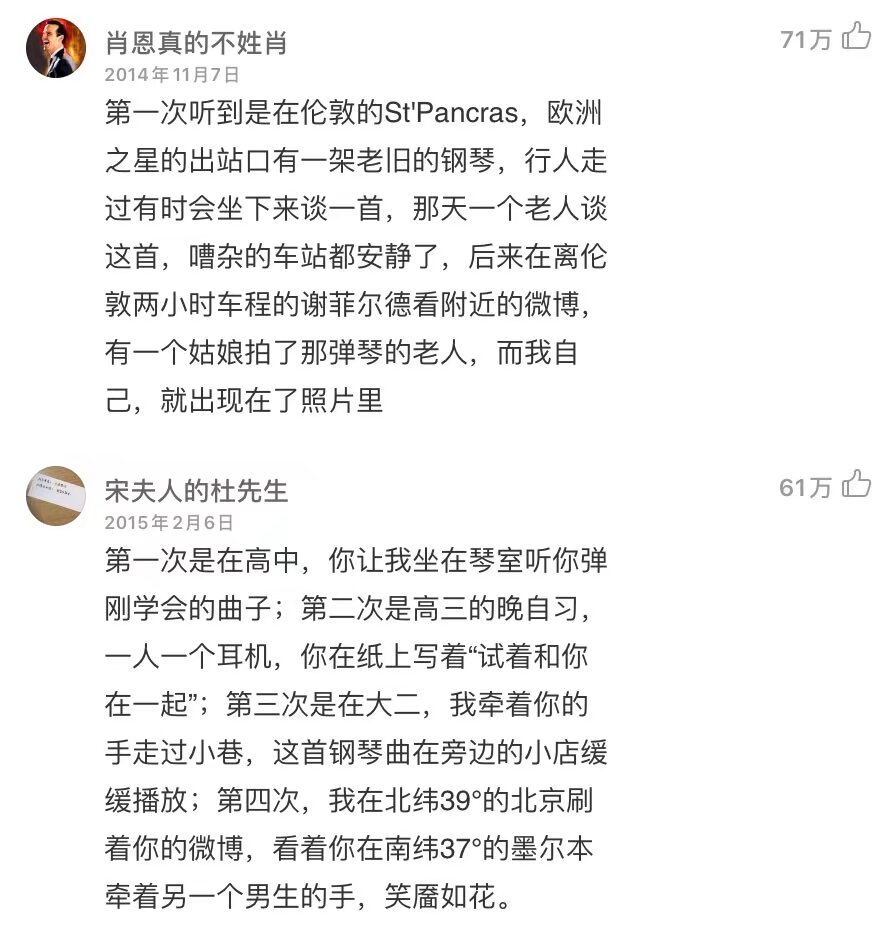 肖恩真的不姓肖
71万
2014年11月7日
第一次听到是在伦敦的St'Pancras，欧洲
之星的出站口有一架老旧的钢琴，行人走
过有时会坐下来谈一首，那天一个老人谈
这首，嘈杂的车站都安静了，后来在离伦
敦两小时车程的谢菲尔德看附近的微博，
有一个姑娘拍了那弹琴的老人，而我自
己，就出现在了照片里
宋夫人的杜先生
61万
2015年2月6日
第一次是在高中，你让我坐在琴室听你弹
刚学会的曲子；第二次是高三的晚自习，
一人一个耳机，你在纸上写着“试着和你
在一起”；第三次是在大二，我牵着你的
手走过小巷，这首钢琴曲在旁边的小店缓
缓播放；第四次，我在北纬39°的北京刷
着你的微博，看着你在南纬37°的墨尔本
牵着另一个男生的手，笑靥如花。